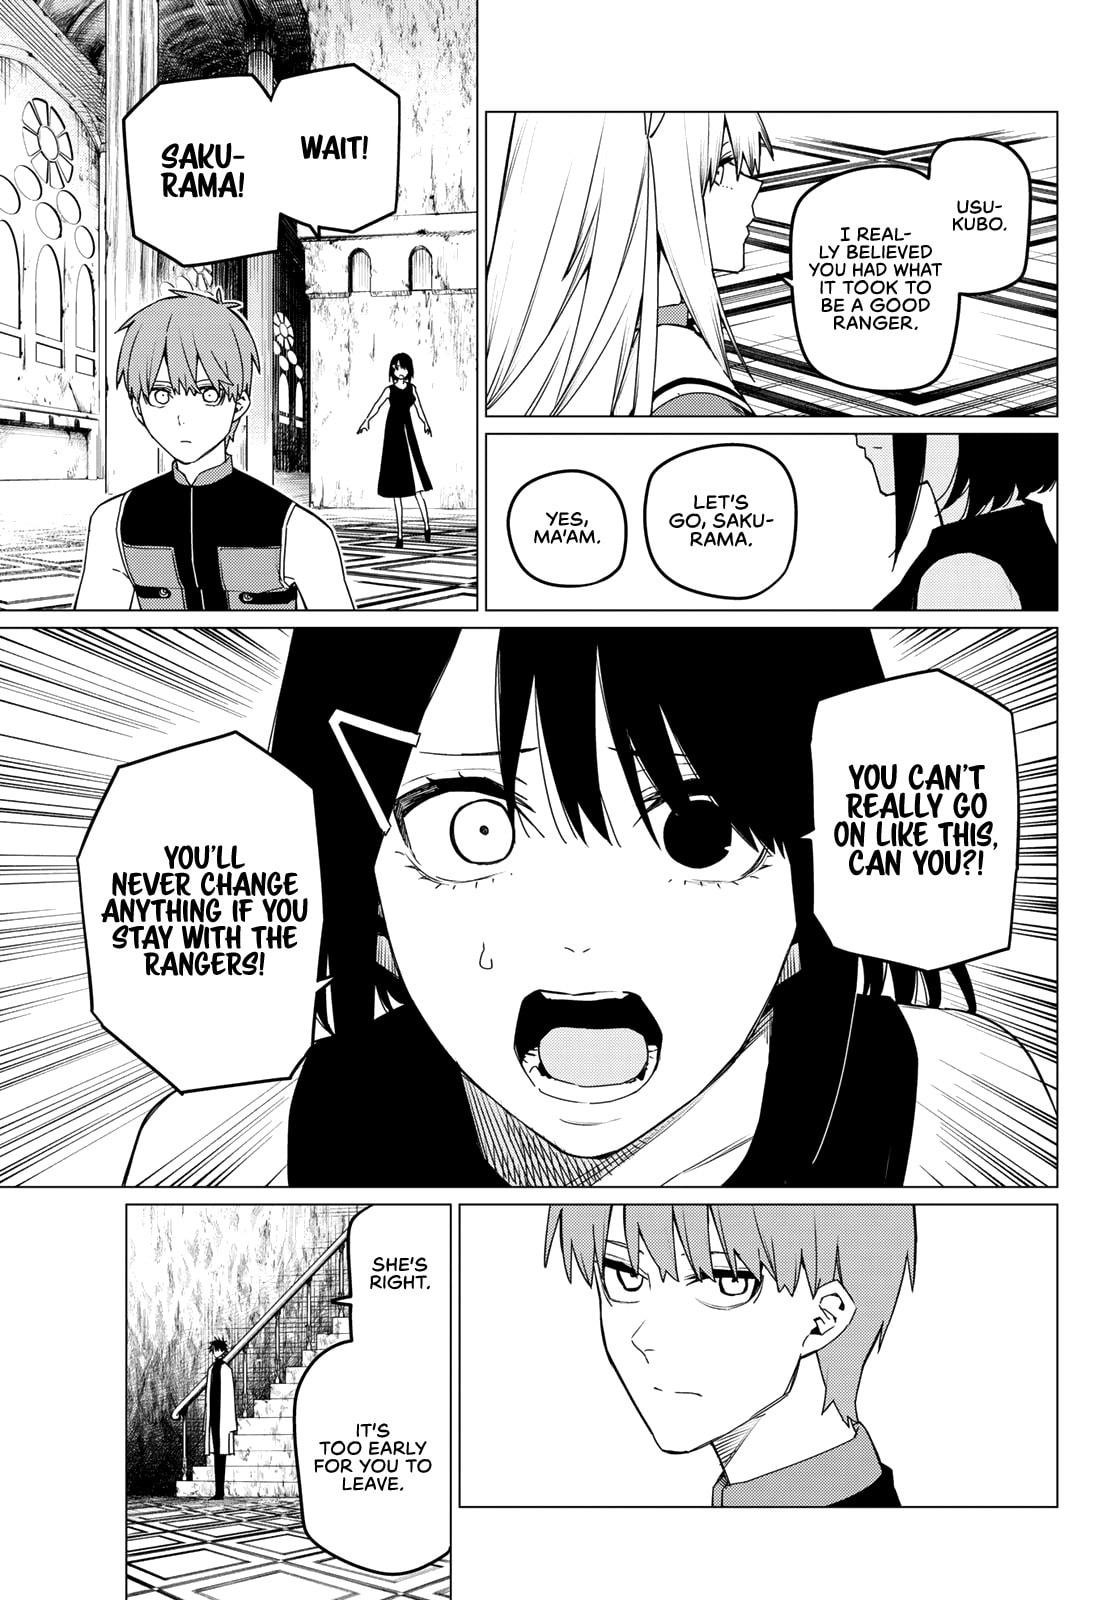 USU-
KUBO.
I REAL-
LY BELIEVED
YOU HAD WHAT
IT TOOK TO
BE A GOOD
RANGER.
LET'S
GO, SAKU-
RAMA.
YES,
MA'AM.
WAIT!
SAKU-
RAMA!
YOU CAN'T
REALLY GO
ON LIKE THIS,
CAN YOU?!
YOU'LL
NEVER CHANGE
ANYTHING IF YOU
STAY WITH THE
RANGERS!
SHE'S
RIGHT.
IT'S
TOO EARLY
FOR YOU TO
LEAVE.